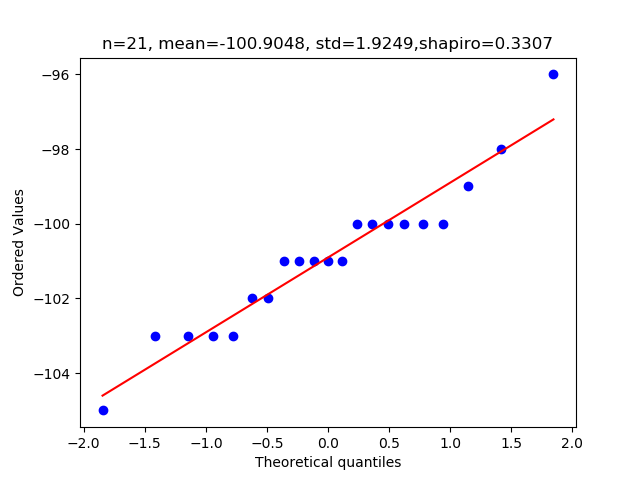 n=21, mean=-100.9048, std=1.9249,shapiro=0.3307
−96
−98
−100
−102
−104
Ordered Values
−2.0 −1.5 −1.0 −0.5 0.0 0.5 1.0 1.5 2.0
Theoretical quantiles